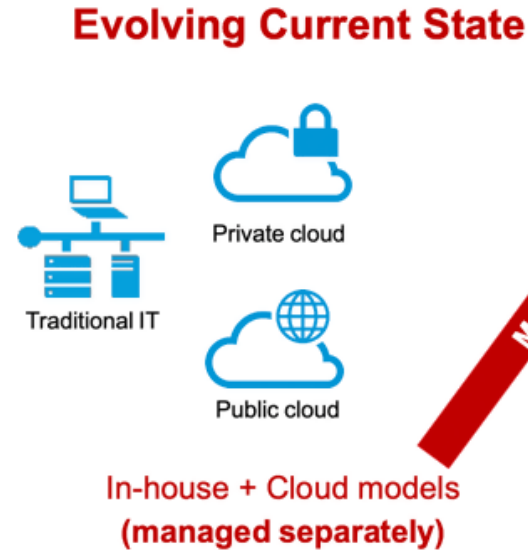 Evolving Current State
Private cloud
Traditional IT
Public cloud
In-house + Cloud models
(managed separately)